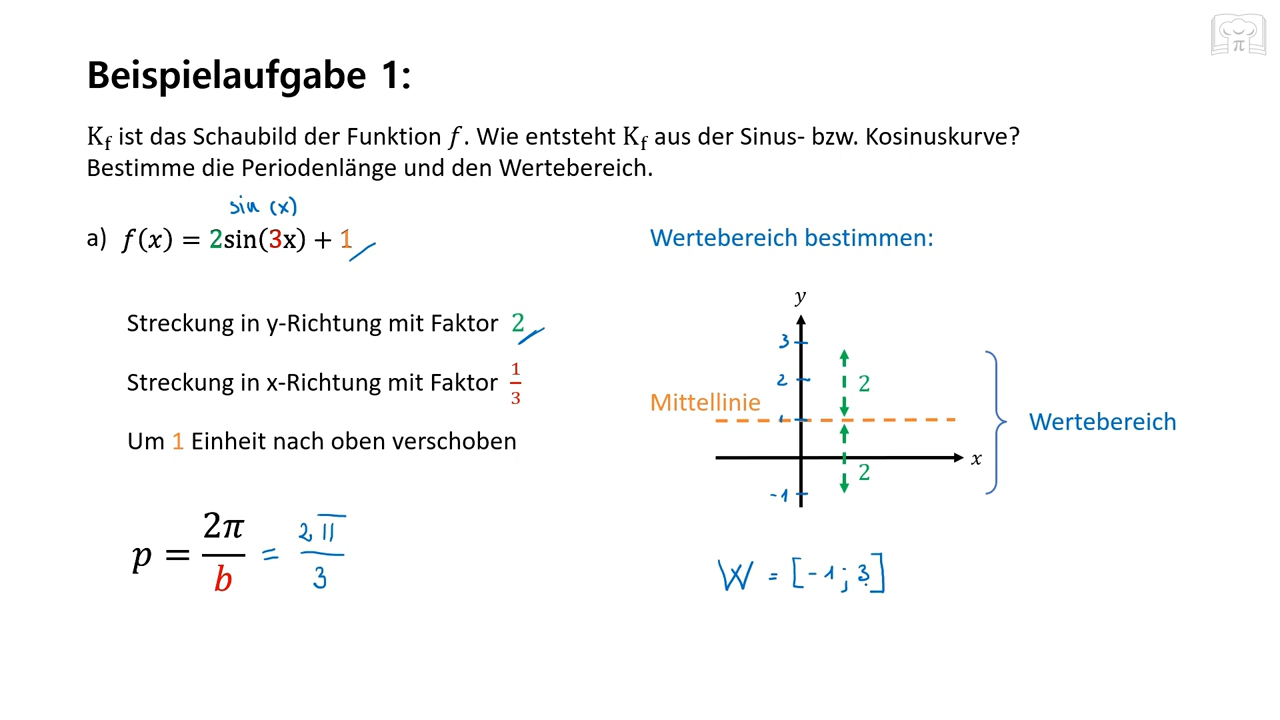 Beispielaufgabe 1:
K_f ist das Schaubild der Funktion f. Wie entsteht K_f aus der Sinus- bzw. Kosinuskurve?
Bestimme die Periodenlänge und den Wertebereich.
sin (x)
a) f(x) = 2sin(3x) + 1
Streckung in y-Richtung mit Faktor 2
Streckung in x-Richtung mit Faktor 1/3
Um 1 Einheit nach oben verschoben
p = 2π/b = 2π/3
Wertebereich bestimmen:
y
3
2
2
Mittellinie
1
Wertebereich
x
2
-1
W = [-1; 3]
π